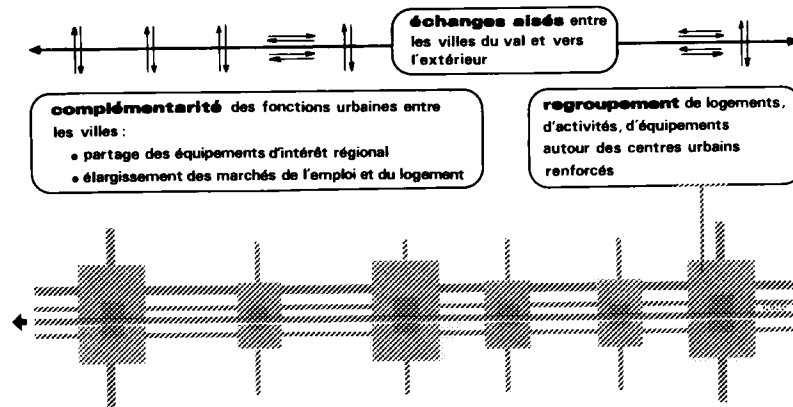 échanges aisés entre
les villes du val et vers
l'extérieur
complémentarité des fonctions urbaines entre
les villes :
• partage des équipements d'intérêt régional
• élargissement des marchés de l'emploi et du logement
regroupement de logements,
d'activités, d'équipements
autour des centres urbains
renforcés